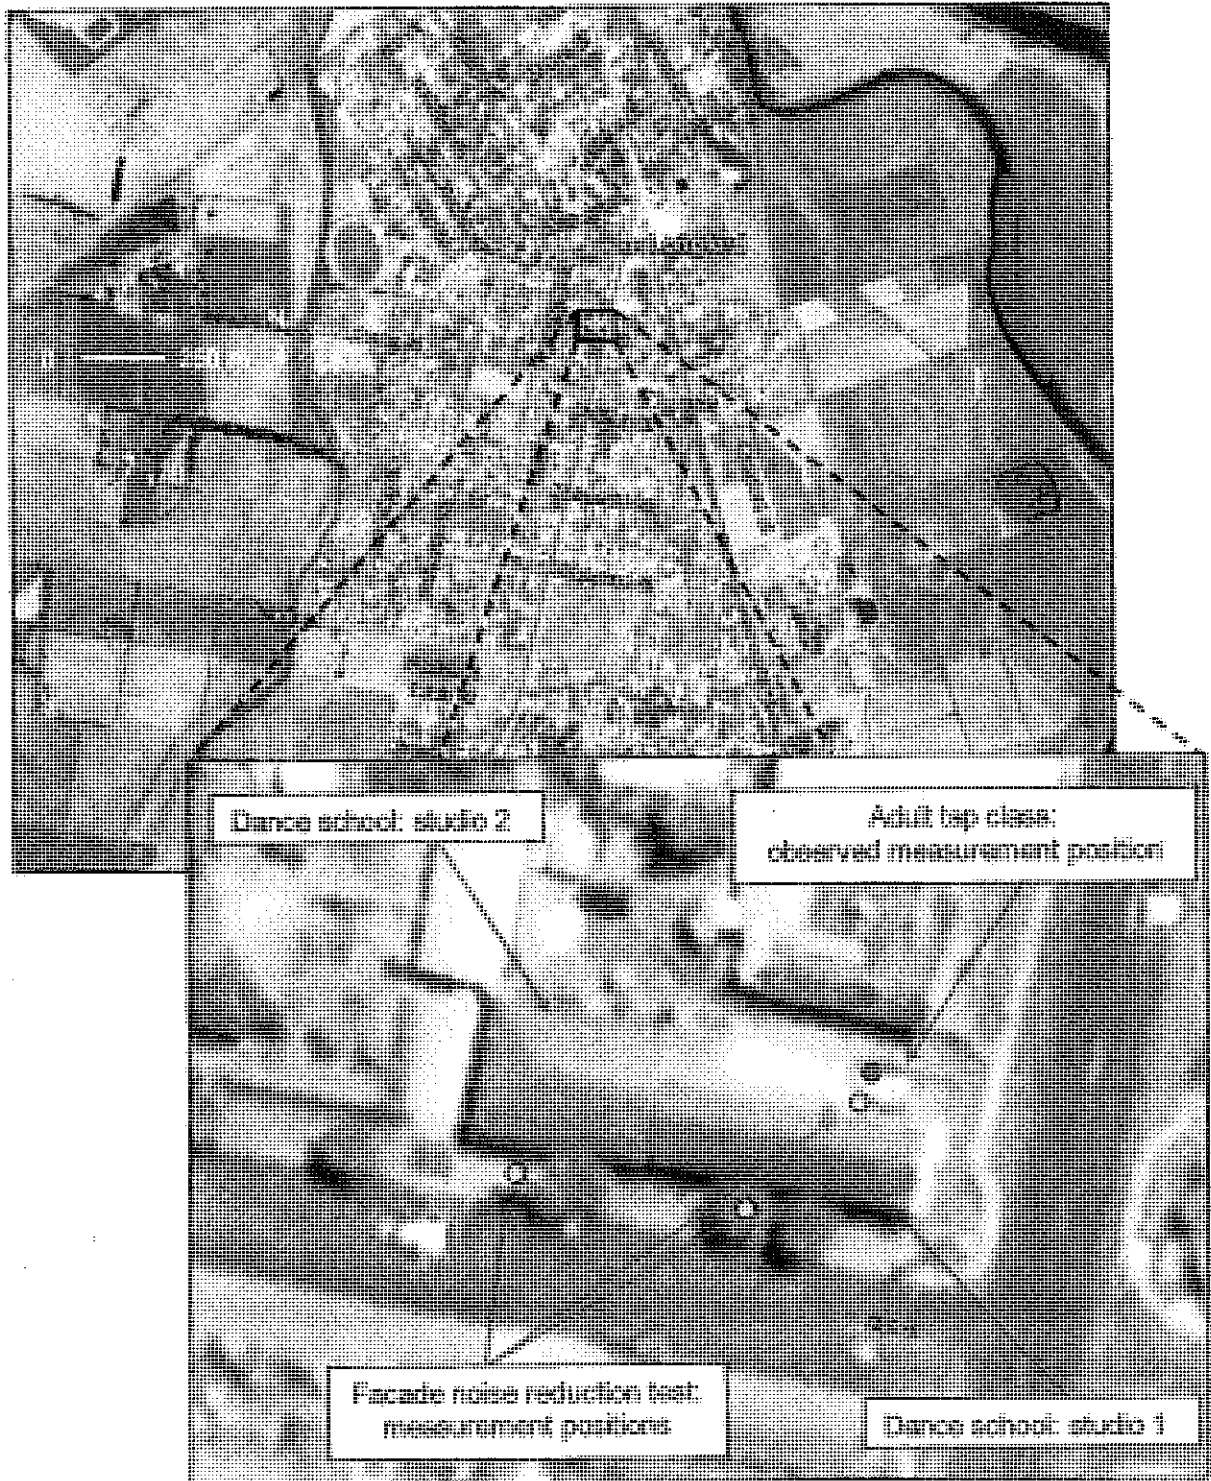 Dance school: studio 2
Adult tap class:
observed measurement position
Façade noise reduction test:
measurement positions
Dance school: studio 1